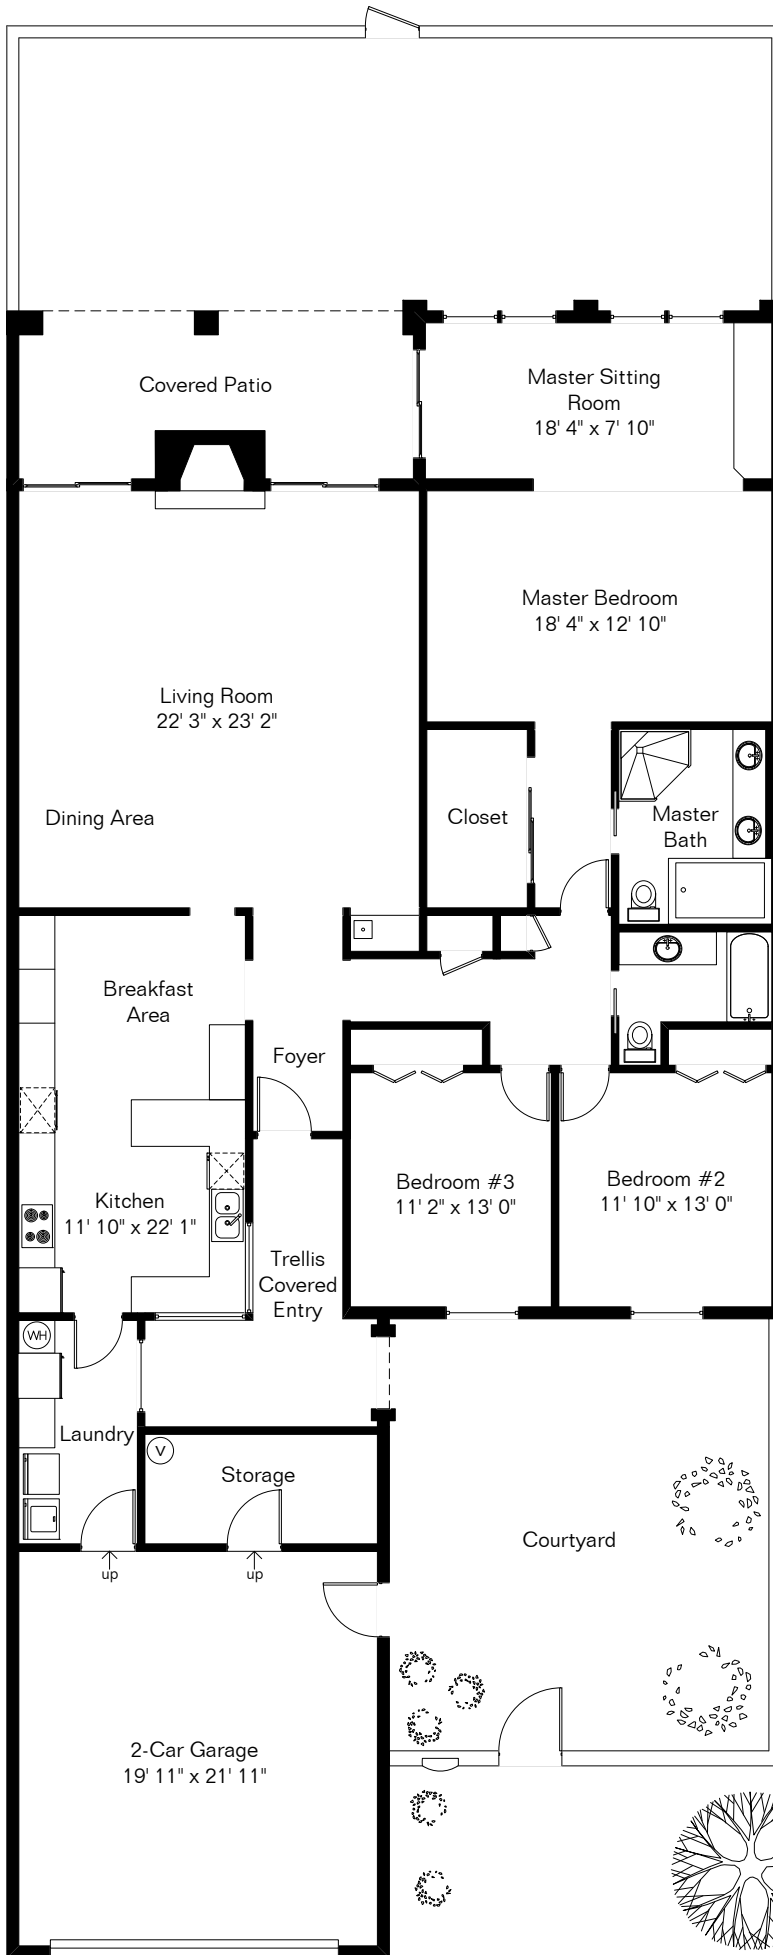 Covered Patio
Master Sitting
Room
18' 4" x 7' 10"
Master Bedroom
18' 4" x 12' 10"
Living Room
22' 3" x 23' 2"
Dining Area
Closet
Master
Bath
Breakfast
Area
Foyer
Kitchen
11' 10" x 22' 1"
Bedroom #3
11' 2" x 13' 0"
Bedroom #2
11' 10" x 13' 0"
Trellis
Covered
Entry
WH
Laundry
V
Storage
up
up
Courtyard
2-Car Garage
19' 11" x 21' 11"